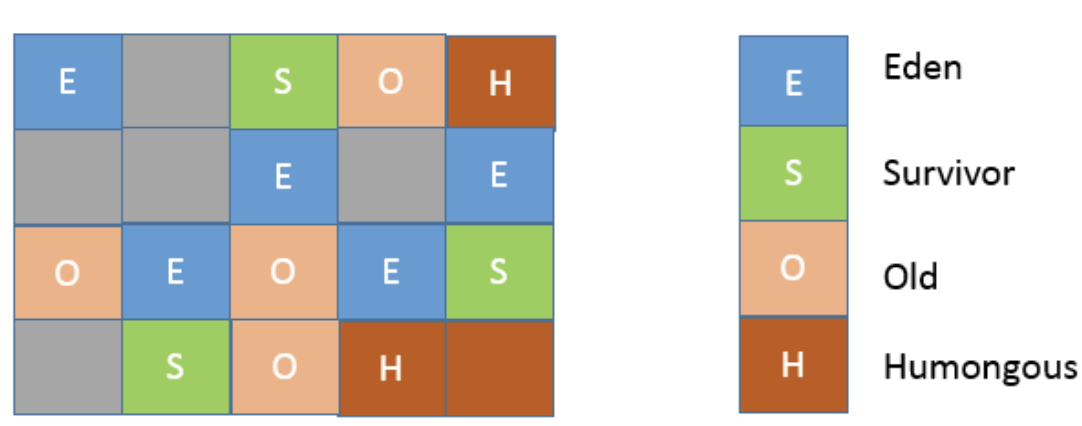 E S O H
E E
O E O E S
S O H
E Eden
S Survivor
O Old
H Humongous